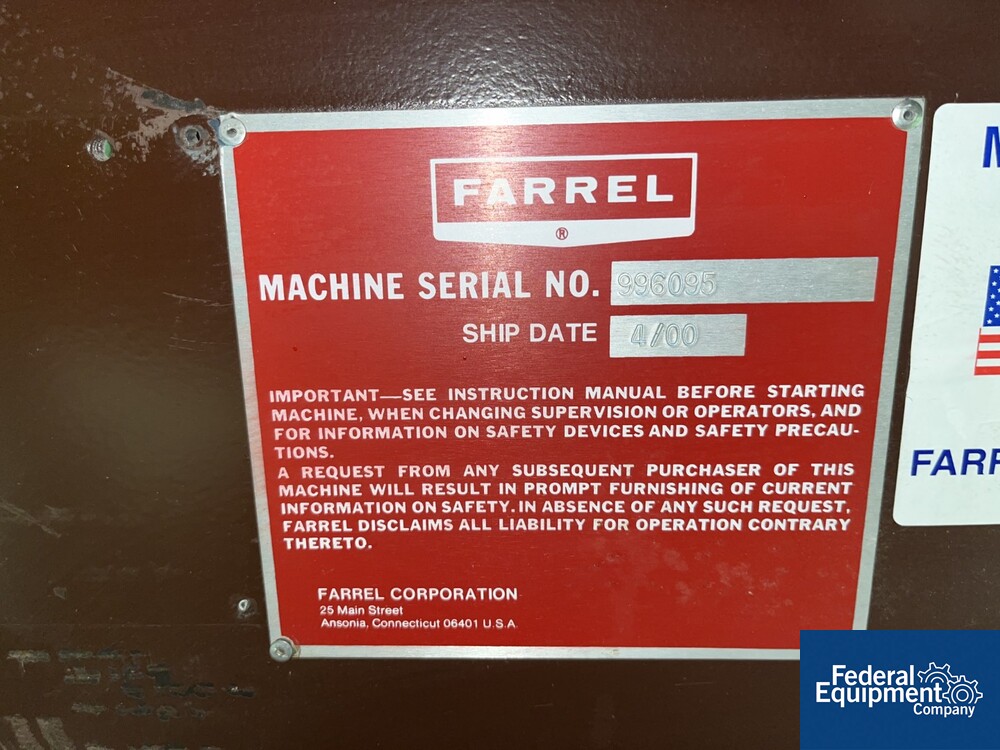 FARREL
®
MACHINE SERIAL NO. 996095
SHIP DATE 4/00
IMPORTANT—SEE INSTRUCTION MANUAL BEFORE STARTING
MACHINE, WHEN CHANGING SUPERVISION OR OPERATORS, AND
FOR INFORMATION ON SAFETY DEVICES AND SAFETY PRECAU-
TIONS.
A REQUEST FROM ANY SUBSEQUENT PURCHASER OF THIS
MACHINE WILL RESULT IN PROMPT FURNISHING OF CURRENT
INFORMATION ON SAFETY. IN ABSENCE OF ANY SUCH REQUEST,
FARREL DISCLAIMS ALL LIABILITY FOR OPERATION CONTRARY
THERETO.
FARREL CORPORATION
25 Main Street
Ansonia, Connecticut 06401 U.S.A
Federal
Equipment
Company